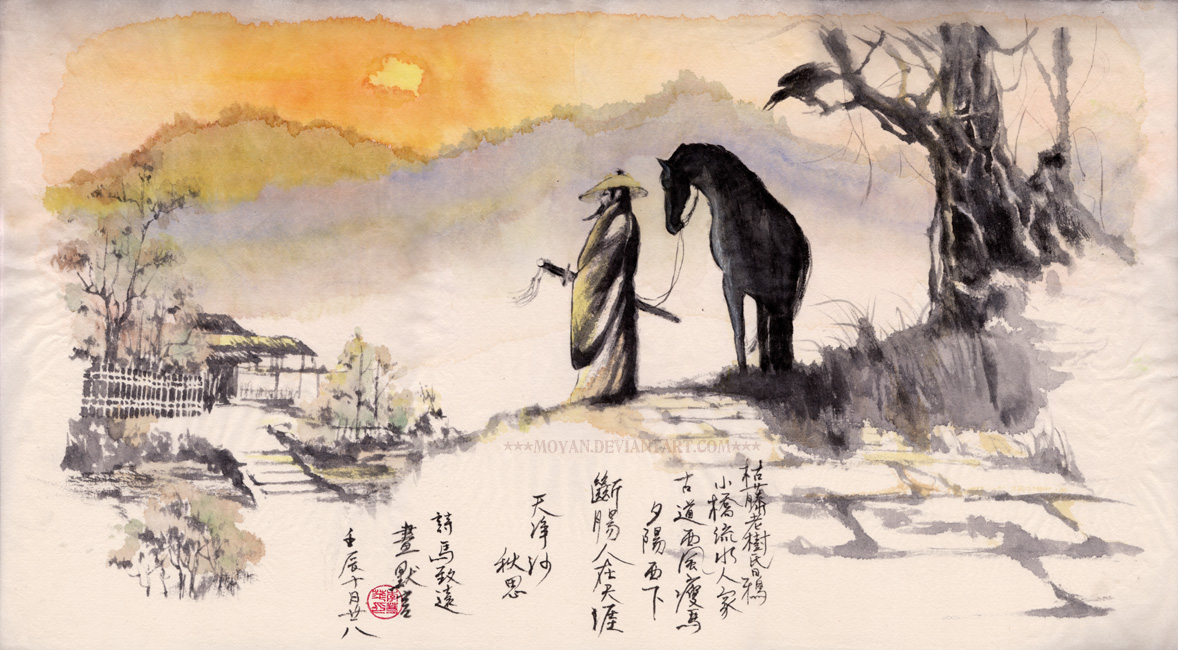 ***MOYAN.DEVIANTART.COM***
枯藤老樹昏鴉
小橋流水人家
古道西風瘦馬
夕陽西下
斷腸人在天涯
天淨沙
秋思
詩馬致遠
畫默言
壬辰十月廿八